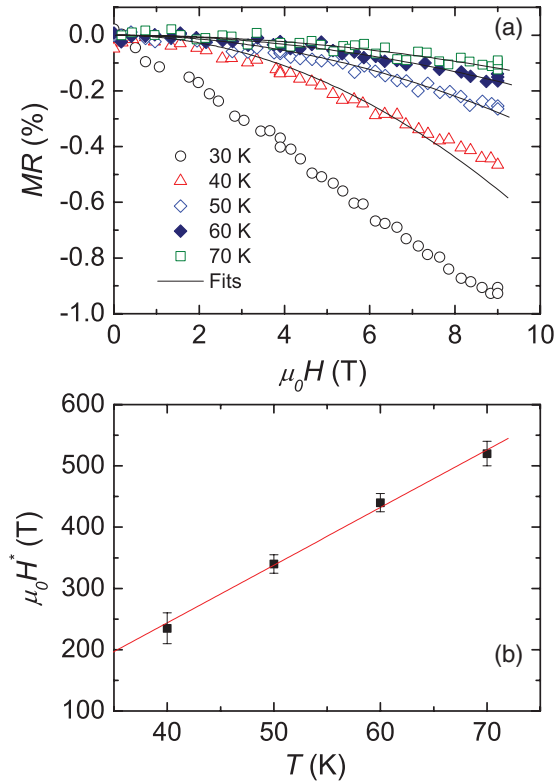 (a)
0.0
-0.2
-0.4
-0.6
-0.8
-1.0
MR (%)
30 K
40 K
50 K
60 K
70 K
Fits
0 2 4 6 8 10
μ₀H (T)
600
500
400
300
200
100
μ₀H* (T)
(b)
40 50 60 70
T (K)